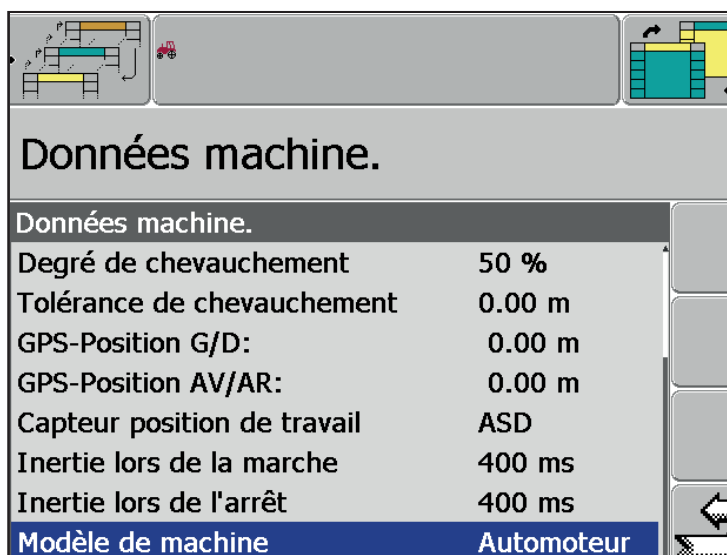 Données machine.
Données machine.
Degré de chevauchement 50 %
Tolérance de chevauchement 0.00 m
GPS-Position G/D: 0.00 m
GPS-Position AV/AR: 0.00 m
Capteur position de travail ASD
Inertie lors de la marche 400 ms
Inertie lors de l'arrêt 400 ms
Modèle de machine Automoteur